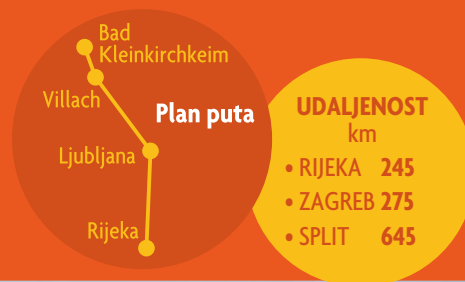 Bad
Kleinkirchkeim
Villach
Plan puta
Ljubljana
Rijeka
UDALJENOST
km
• RIJEKA 245
• ZAGREB 275
• SPLIT 645